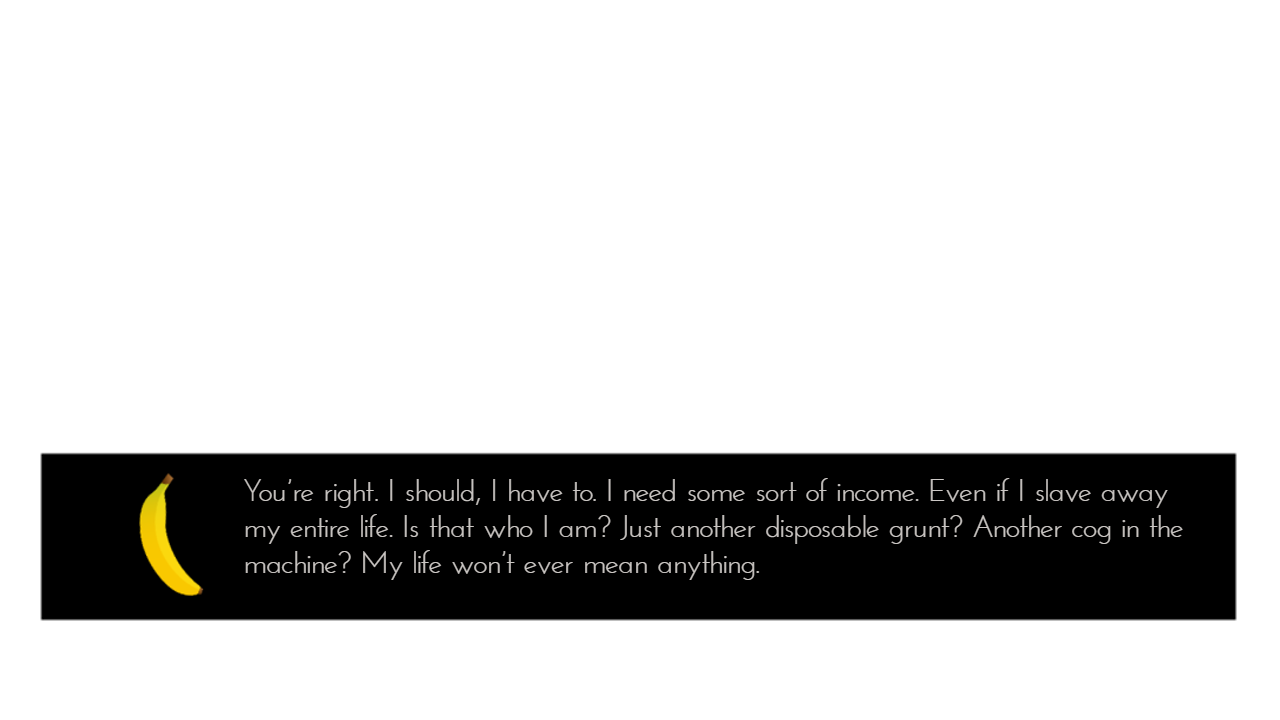 You're right. I should, I have to. I need some sort of income. Even if I slave away
my entire life. Is that who I am? Just another disposable grunt? Another cog in the
machine? My life won't ever mean anything.